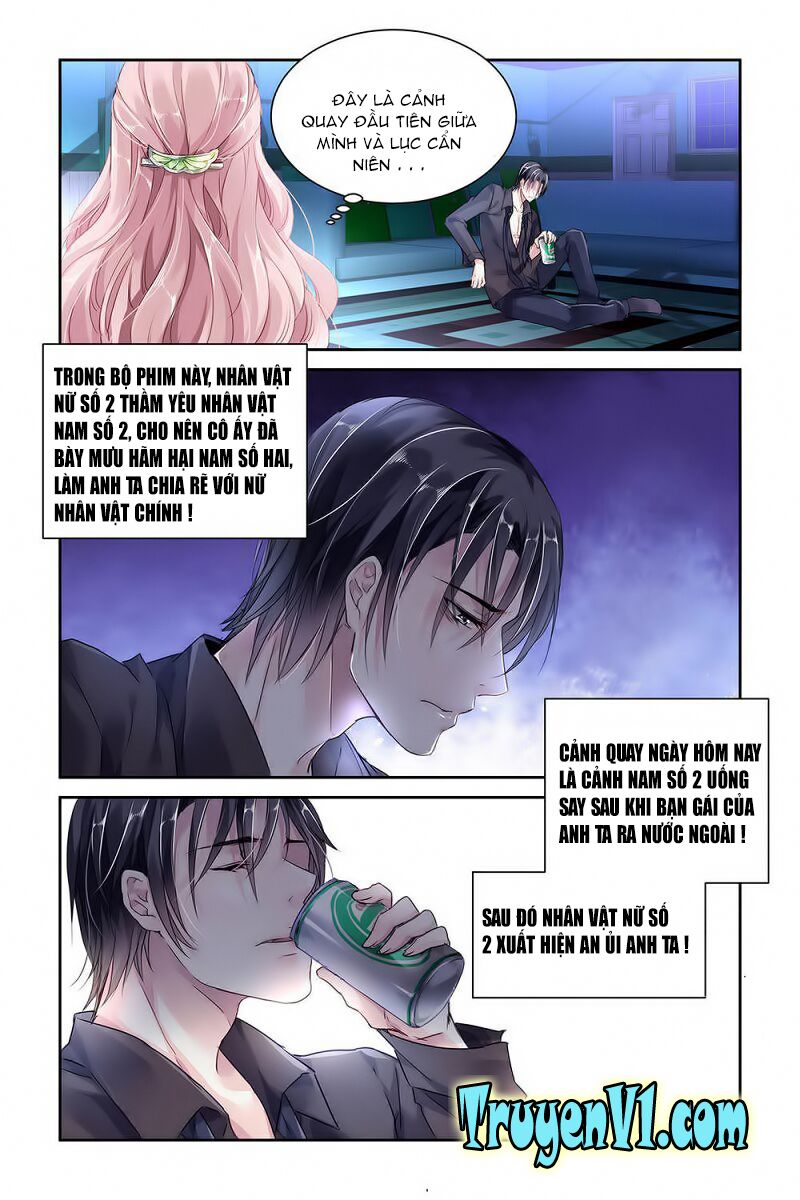 ĐÂY LÀ CẢNH
QUAY ĐẦU TIÊN GIỮA
MÌNH VÀ LỤC CẨN
NIÊN . . .
TRONG BỘ PHIM NÀY, NHÂN VẬT
NỮ SỐ 2 THẦM YÊU NHÂN VẬT
NAM SỐ 2, CHO NÊN CÔ ẤY ĐÃ
BÀY MƯU HÃM HẠI NAM SỐ HAI,
LÀM ANH TA CHIA RẼ VỚI NỮ
NHÂN VẬT CHÍNH !
CẢNH QUAY NGÀY HÔM NAY
LÀ CẢNH NAM SỐ 2 UỐNG
SAY SAU KHI BẠN GÁI CỦA
ANH TA RA NƯỚC NGOÀI !
SAU ĐÓ NHÂN VẬT NỮ SỐ
2 XUẤT HIỆN AN ỦI ANH TA !
TruyenV1.com